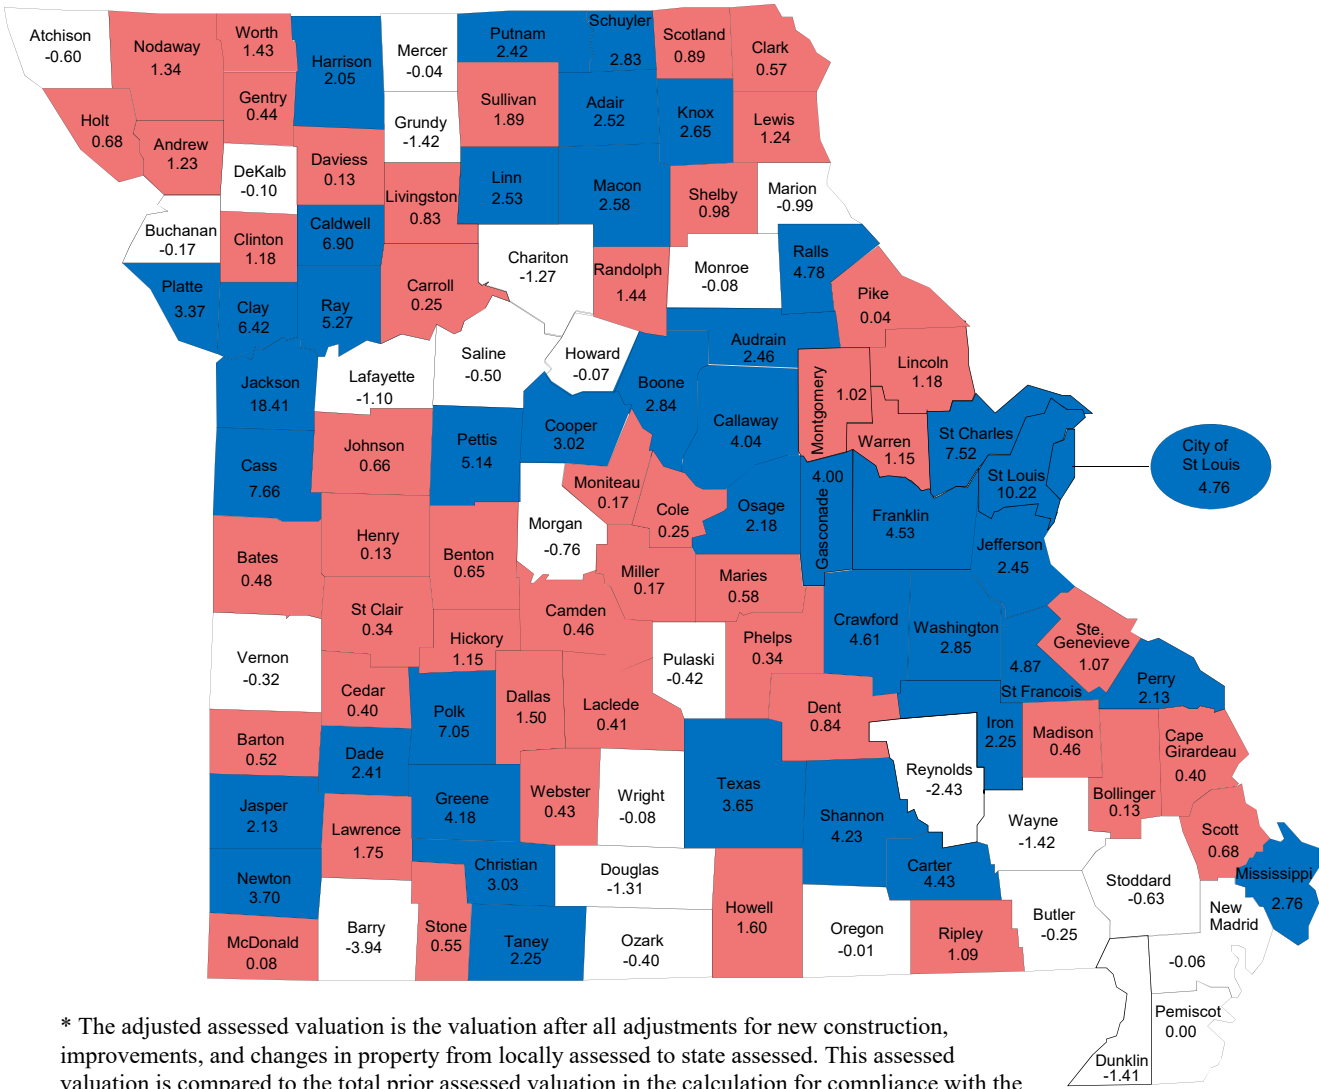 Atchison
-0.60
Nodaway
1.34
Worth
1.43
Harrison
2.05
Mercer
-0.04
Putnam
2.42
Schuyler
2.83
Scotland
0.89
Clark
0.57
Holt
0.68
Andrew
1.23
Gentry
0.44
DeKalb
-0.10
Daviess
0.13
Grundy
-1.42
Sullivan
1.89
Adair
2.52
Knox
2.65
Lewis
1.24
Buchanan
-0.17
Clinton
1.18
Caldwell
6.90
Livingston
0.83
Linn
2.53
Macon
2.58
Shelby
0.98
Marion
-0.99
Platte
3.37
Clay
6.42
Ray
5.27
Carroll
0.25
Chariton
-1.27
Randolph
1.44
Monroe
-0.08
Ralls
4.78
Pike
0.04
Jackson
18.41
Lafayette
-1.10
Saline
-0.50
Howard
-0.07
Boone
2.84
Audrain
2.46
Callaway
4.04
Montgomery
1.02
Lincoln
1.18
Warren
1.15
St Charles
7.52
St Louis
10.22
City of
St Louis
4.76
Cass
7.66
Johnson
0.66
Pettis
5.14
Cooper
3.02
Moniteau
0.17
Cole
0.25
Osage
2.18
4.00
Gasconade
Franklin
4.53
Jefferson
2.45
Bates
0.48
Henry
0.13
Benton
0.65
Morgan
-0.76
Miller
0.17
Maries
0.58
Crawford
4.61
Washington
2.85
4.87
St Francois
Ste.
Genevieve
1.07
Perry
2.13
Vernon
-0.32
St Clair
0.34
Hickory
1.15
Camden
0.46
Pulaski
-0.42
Phelps
0.34
Cedar
0.40
Polk
7.05
Dallas
1.50
Laclede
0.41
Dent
0.84
Iron
2.25
Madison
0.46
Cape
Girardeau
0.40
Barton
0.52
Dade
2.41
Greene
4.18
Webster
0.43
Wright
-0.08
Texas
3.65
Shannon
4.23
Reynolds
-2.43
Wayne
-1.42
Bollinger
0.13
Scott
0.68
Jasper
2.13
Lawrence
1.75
Christian
3.03
Douglas
-1.31
Carter
4.43
Stoddard
-0.63
Mississippi
2.76
Newton
3.70
Barry
-3.94
Stone
0.55
Taney
2.25
Ozark
-0.40
Howell
1.60
Oregon
-0.01
Ripley
1.09
Butler
-0.25
New
Madrid
-0.06
McDonald
0.08
Pemiscot
0.00
Dunklin
-1.41
* The adjusted assessed valuation is the valuation after all adjustments for new construction,
improvements, and changes in property from locally assessed to state assessed. This assessed
valuation is compared to the total prior assessed valuation in the calculation for compliance with the